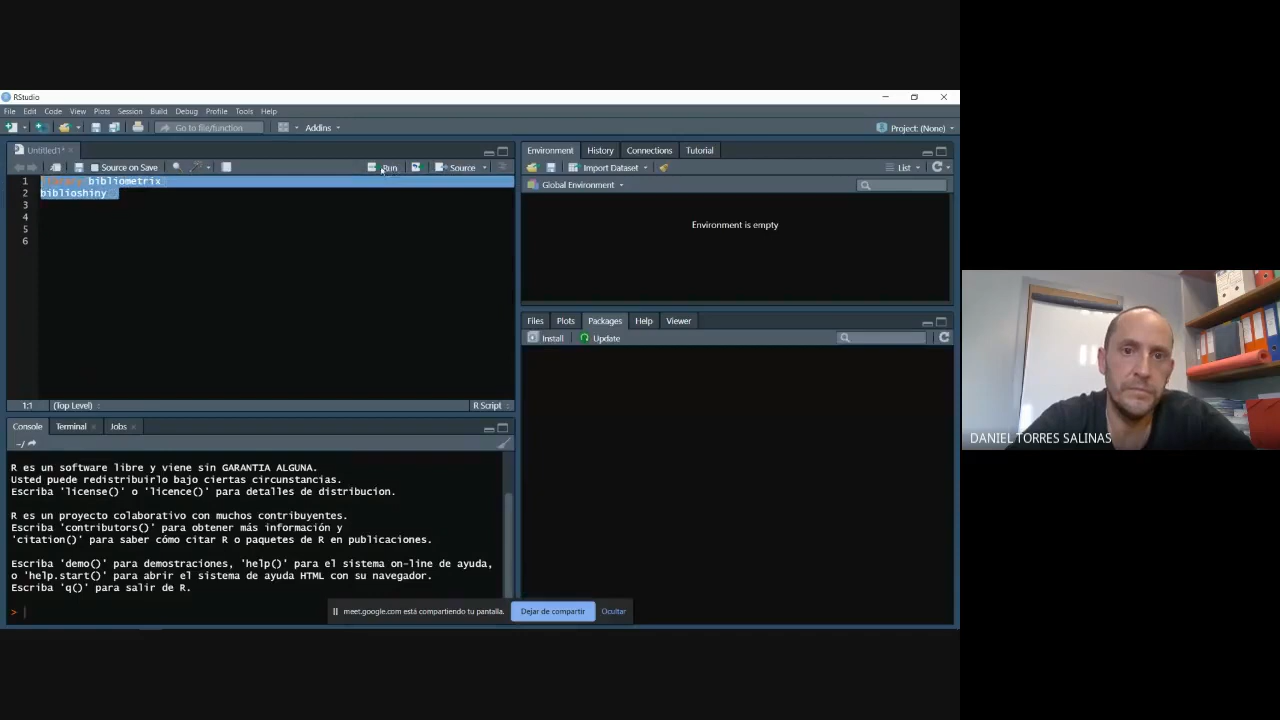 RStudio
File Edit Code View Plots Session Build Debug Profile Tools Help
Go to file/function Addins Project: (None)
Untitled1*
Source on Save Run Source
1 bibliometrix
2 biblioshiny
3
4
5
6
1:1 (Top Level) R Script
Console Terminal Jobs
~/
R es un software libre y viene sin GARANTIA ALGUNA.
Usted puede redistribuirlo bajo ciertas circunstancias.
Escriba 'license()' o 'licence()' para detalles de distribucion.
R es un proyecto colaborativo con muchos contribuyentes.
Escriba 'contributors()' para obtener más información y
'citation()' para saber cómo citar R o paquetes de R en publicaciones.
Escriba 'demo()' para demostraciones, 'help()' para el sistema on-line de ayuda,
o 'help.start()' para abrir el sistema de ayuda HTML con su navegador.
Escriba 'q()' para salir de R.
>
Environment History Connections Tutorial
Import Dataset List
Global Environment
Environment is empty
Files Plots Packages Help Viewer
Install Update
meet.google.com está compartiendo tu pantalla. Dejar de compartir Ocultar
DANIEL TORRES SALINAS